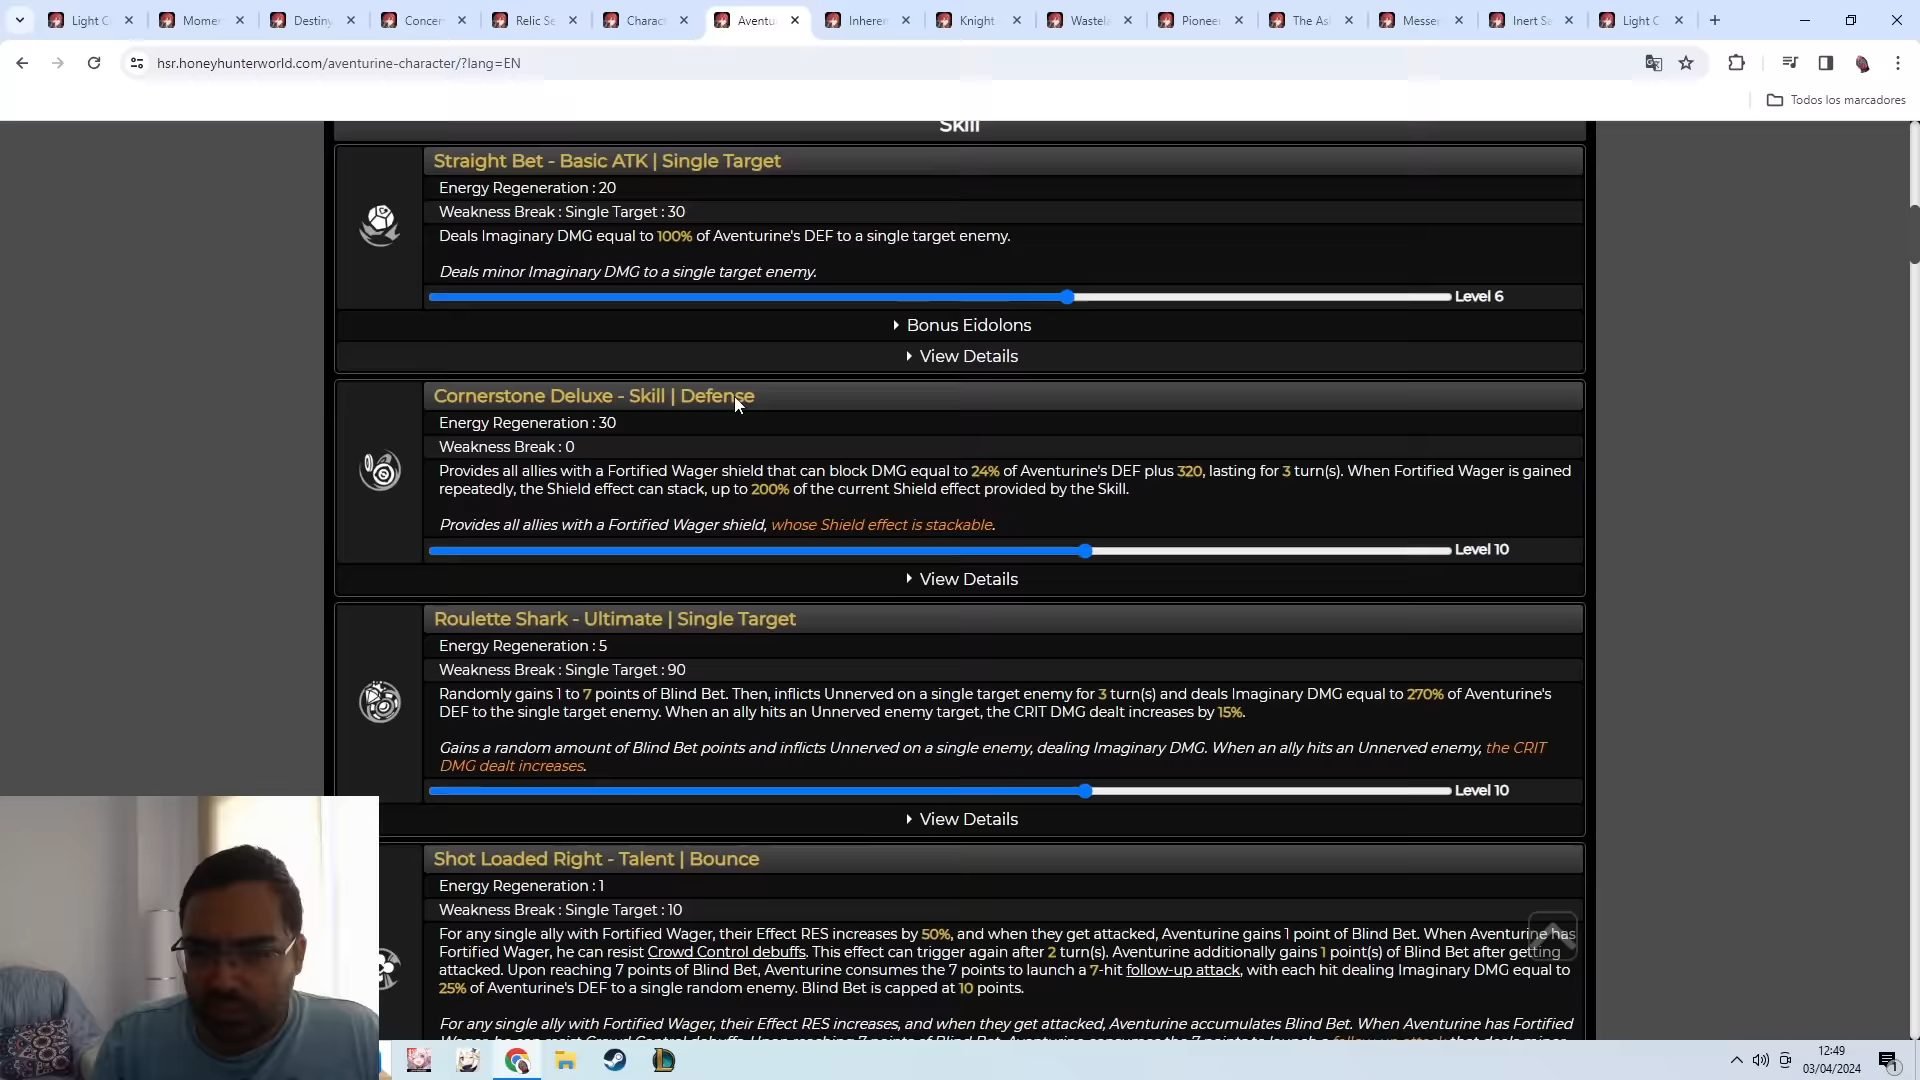 Light C
Momen
Destiny
Concer
Relic Se
Charact
Aventu
Inheren
Knight
Wastela
Pioneer
The Asl
Messer
Inert Sa
Light C
hsr.honeyhunterworld.com/aventurine-character/?lang=EN
Todos los marcadores
Skill
Straight Bet - Basic ATK | Single Target
Energy Regeneration : 20
Weakness Break : Single Target : 30
Deals Imaginary DMG equal to 100% of Aventurine's DEF to a single target enemy.
Deals minor Imaginary DMG to a single target enemy.
Level 6
Bonus Eidolons
View Details
Cornerstone Deluxe - Skill | Defense
Energy Regeneration : 30
Weakness Break : 0
Provides all allies with a Fortified Wager shield that can block DMG equal to 24% of Aventurine's DEF plus 320, lasting for 3 turn(s). When Fortified Wager is gained
repeatedly, the Shield effect can stack, up to 200% of the current Shield effect provided by the Skill.
Provides all allies with a Fortified Wager shield, whose Shield effect is stackable.
Level 10
View Details
Roulette Shark - Ultimate | Single Target
Energy Regeneration : 5
Weakness Break : Single Target : 90
Randomly gains 1 to 7 points of Blind Bet. Then, inflicts Unnerved on a single target enemy for 3 turn(s) and deals Imaginary DMG equal to 270% of Aventurine's
DEF to the single target enemy. When an ally hits an Unnerved enemy target, the CRIT DMG dealt increases by 15%.
Gains a random amount of Blind Bet points and inflicts Unnerved on a single enemy, dealing Imaginary DMG. When an ally hits an Unnerved enemy, the CRIT
DMG dealt increases.
Level 10
View Details
Shot Loaded Right - Talent | Bounce
Energy Regeneration : 1
Weakness Break : Single Target : 10
For any single ally with Fortified Wager, their Effect RES increases by 50%, and when they get attacked, Aventurine gains 1 point of Blind Bet. When Aventurine has
Fortified Wager, he can resist Crowd Control debuffs. This effect can trigger again after 2 turn(s). Aventurine additionally gains 1 point(s) of Blind Bet after getting
attacked. Upon reaching 7 points of Blind Bet, Aventurine consumes the 7 points to launch a 7-hit follow-up attack, with each hit dealing Imaginary DMG equal to
25% of Aventurine's DEF to a single random enemy. Blind Bet is capped at 10 points.
For any single ally with Fortified Wager, their Effect RES increases, and when they get attacked, Aventurine accumulates Blind Bet. When Aventurine has Fortified
12:49
03/04/2024
1